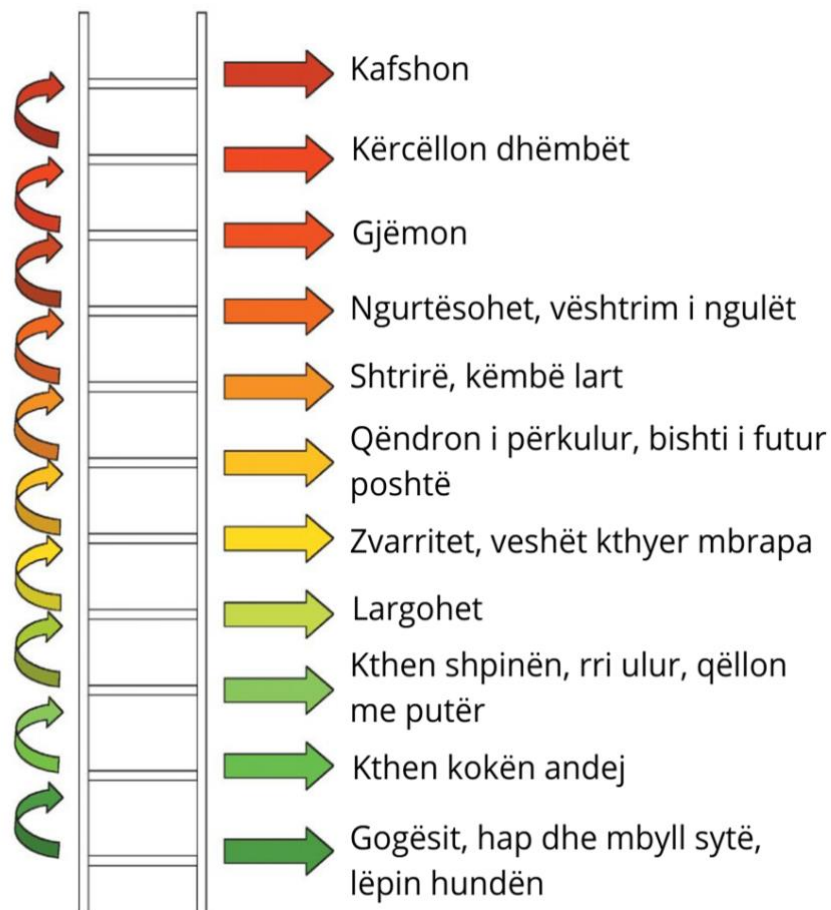 Kafshon
Kërcëllon dhëmbët
Gjëmon
Ngurtësohet, vështrim i ngulët
Shtrirë, këmbë lart
Qëndron i përkulur, bishti i futur
poshtë
Zvarritet, veshët kthyer mbrapa
Largohet
Kthen shpinën, rri ulur, qëllon
me putër
Kthen kokën andej
Gogësit, hap dhe mbyll sytë,
lëpin hundën